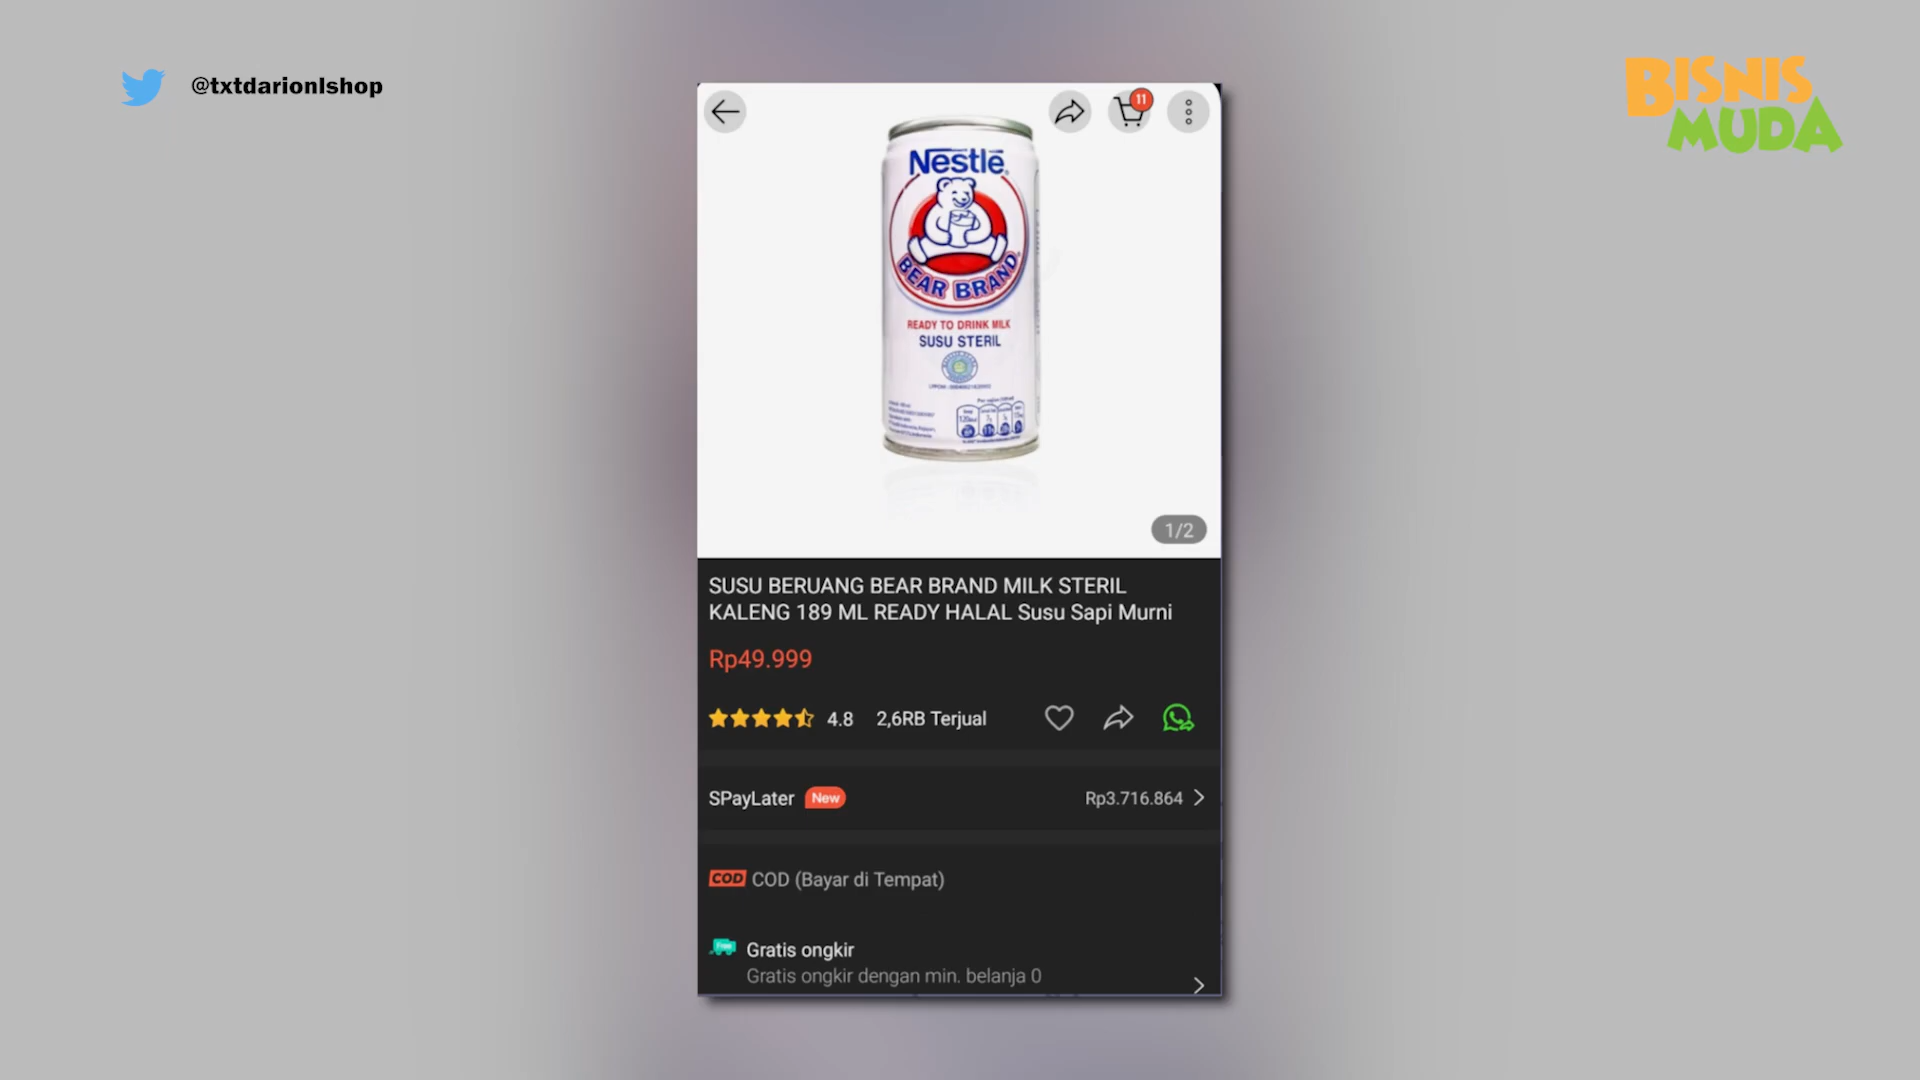 @txtdarionlshop
BISNIS
MUDA
11
Nestlé
BEAR BRAND
READY TO DRINK MILK
SUSU STERIL
1/2
SUSU BERUANG BEAR BRAND MILK STERIL
KALENG 189 ML READY HALAL Susu Sapi Murni
Rp49.999
4.8 2,6RB Terjual
SPayLater New Rp3.716.864
COD COD (Bayar di Tempat)
Free Gratis ongkir
Gratis ongkir dengan min. belanja 0